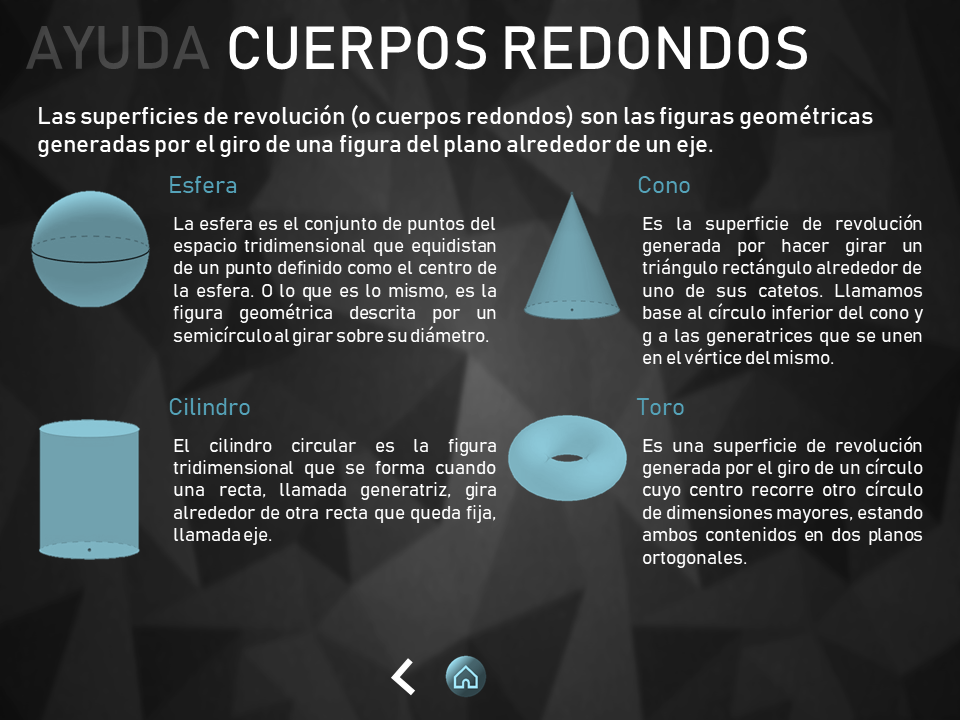 AYUDA CUERPOS REDONDOS
Las superficies de revolución (o cuerpos redondos) son las figuras geométricas
generadas por el giro de una figura del plano alrededor de un eje.
Esfera
La esfera es el conjunto de puntos del
espacio tridimensional que equidistan
de un punto definido como el centro de
la esfera. O lo que es lo mismo, es la
figura geométrica descrita por un
semicírculo al girar sobre su diámetro.
Cono
Es la superficie de revolución
generada por hacer girar un
triángulo rectángulo alrededor de
uno de sus catetos. Llamamos
base al círculo inferior del cono y
g a las generatrices que se unen
en el vértice del mismo.
Cilindro
El cilindro circular es la figura
tridimensional que se forma cuando
una recta, llamada generatriz, gira
alrededor de otra recta que queda fija,
llamada eje.
Toro
Es una superficie de revolución
generada por el giro de un círculo
cuyo centro recorre otro círculo
de dimensiones mayores, estando
ambos contenidos en dos planos
ortogonales.